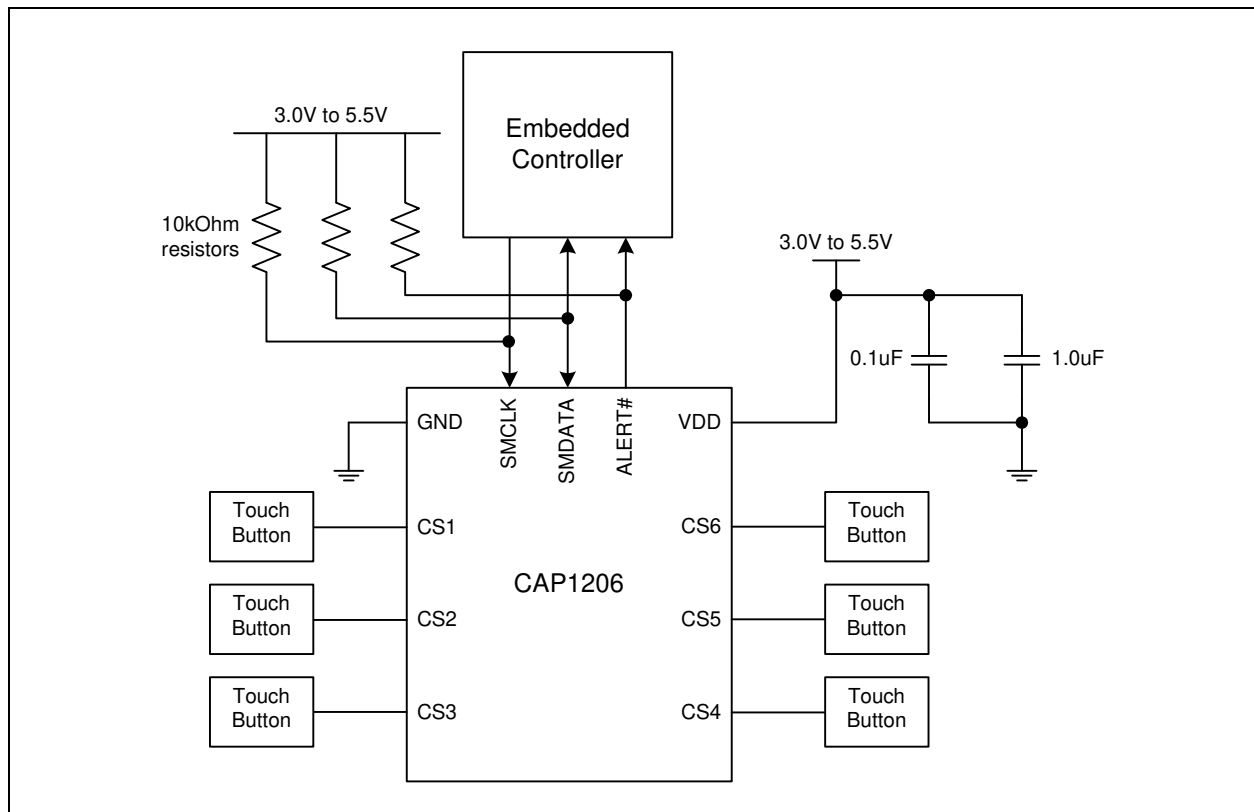 3.0V to 5.5V
Embedded
Controller
10kOhm
resistors
3.0V to 5.5V
0.1uF
1.0uF
GND
SMCLK
SMDATA
ALERT#
VDD
Touch
Button
CS1
CS6
Touch
Button
CAP1206
Touch
Button
CS2
CS5
Touch
Button
Touch
Button
CS3
CS4
Touch
Button